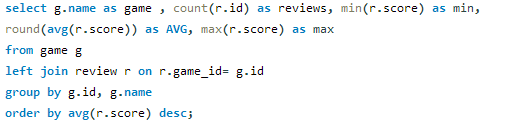 select g.name as game , count(r.id) as reviews, min(r.score) as min,
round(avg(r.score)) as AVG, max(r.score) as max
from game g
left join review r on r.game_id= g.id
group by g.id, g.name
order by avg(r.score) desc;